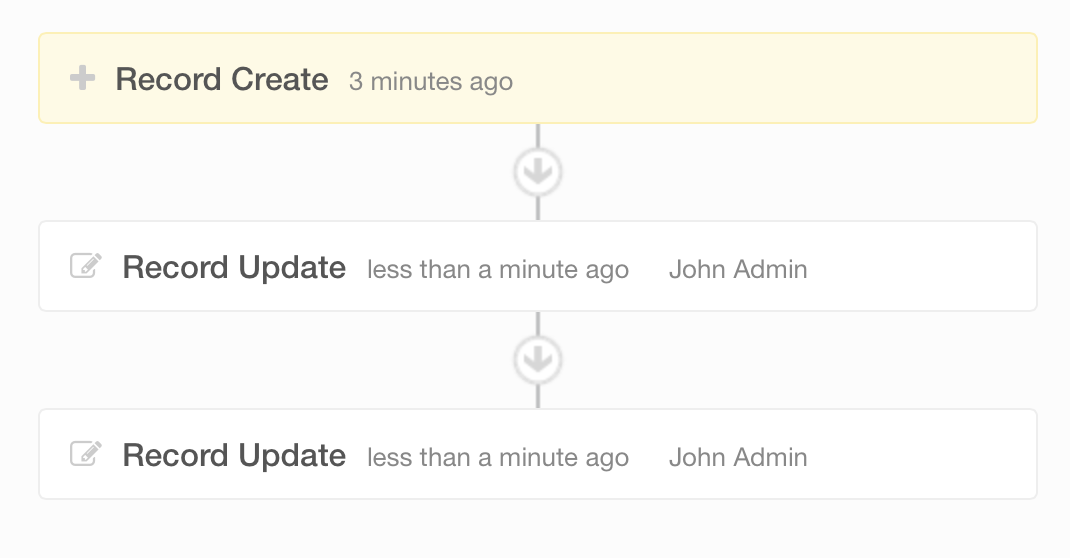 Record Create 3 minutes ago
Record Update less than a minute ago John Admin
Record Update less than a minute ago John Admin